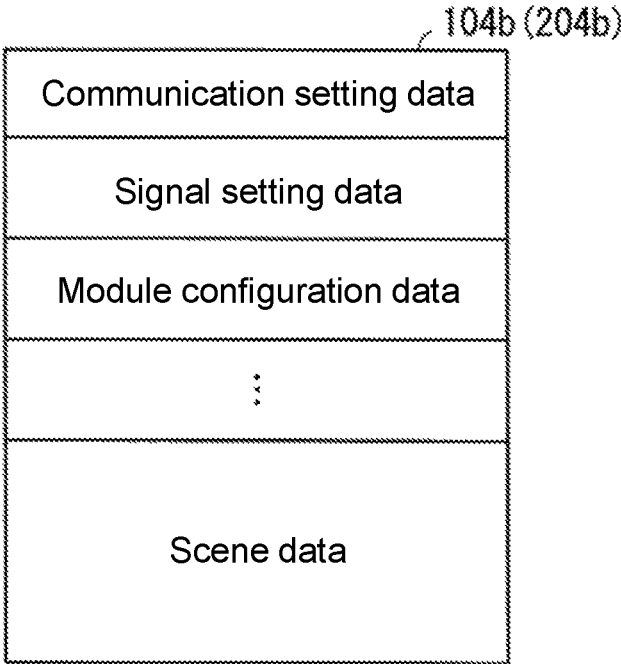 104b (204b)
Communication setting data
Signal setting data
Module configuration data
⋮
Scene data